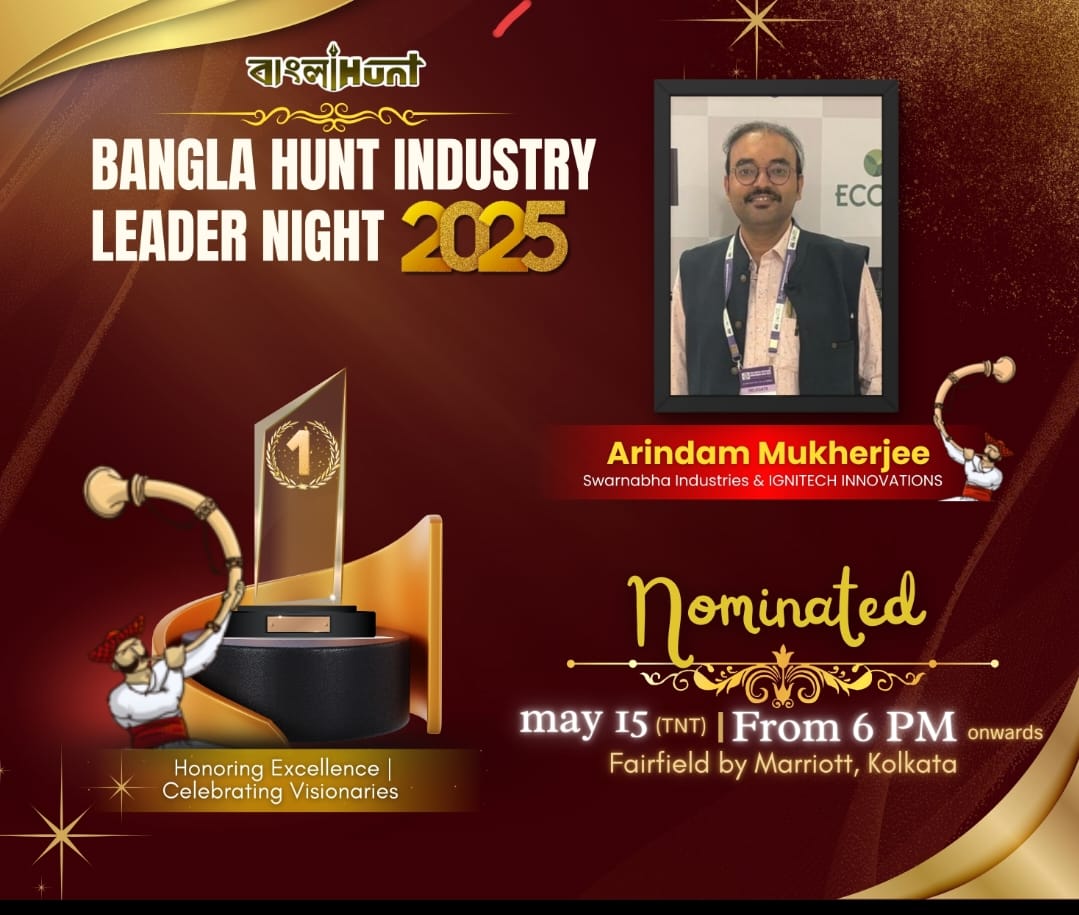 বাংলাHunt
BANGLA HUNT INDUSTRY
LEADER NIGHT 2025
ECO
Arindam Mukherjee
Swarnabha Industries & IGNITECH INNOVATIONS
1
Nominated
may 15 (TNT) | From 6 PM onwards
Fairfield by Marriott, Kolkata
Honoring Excellence |
Celebrating Visionaries